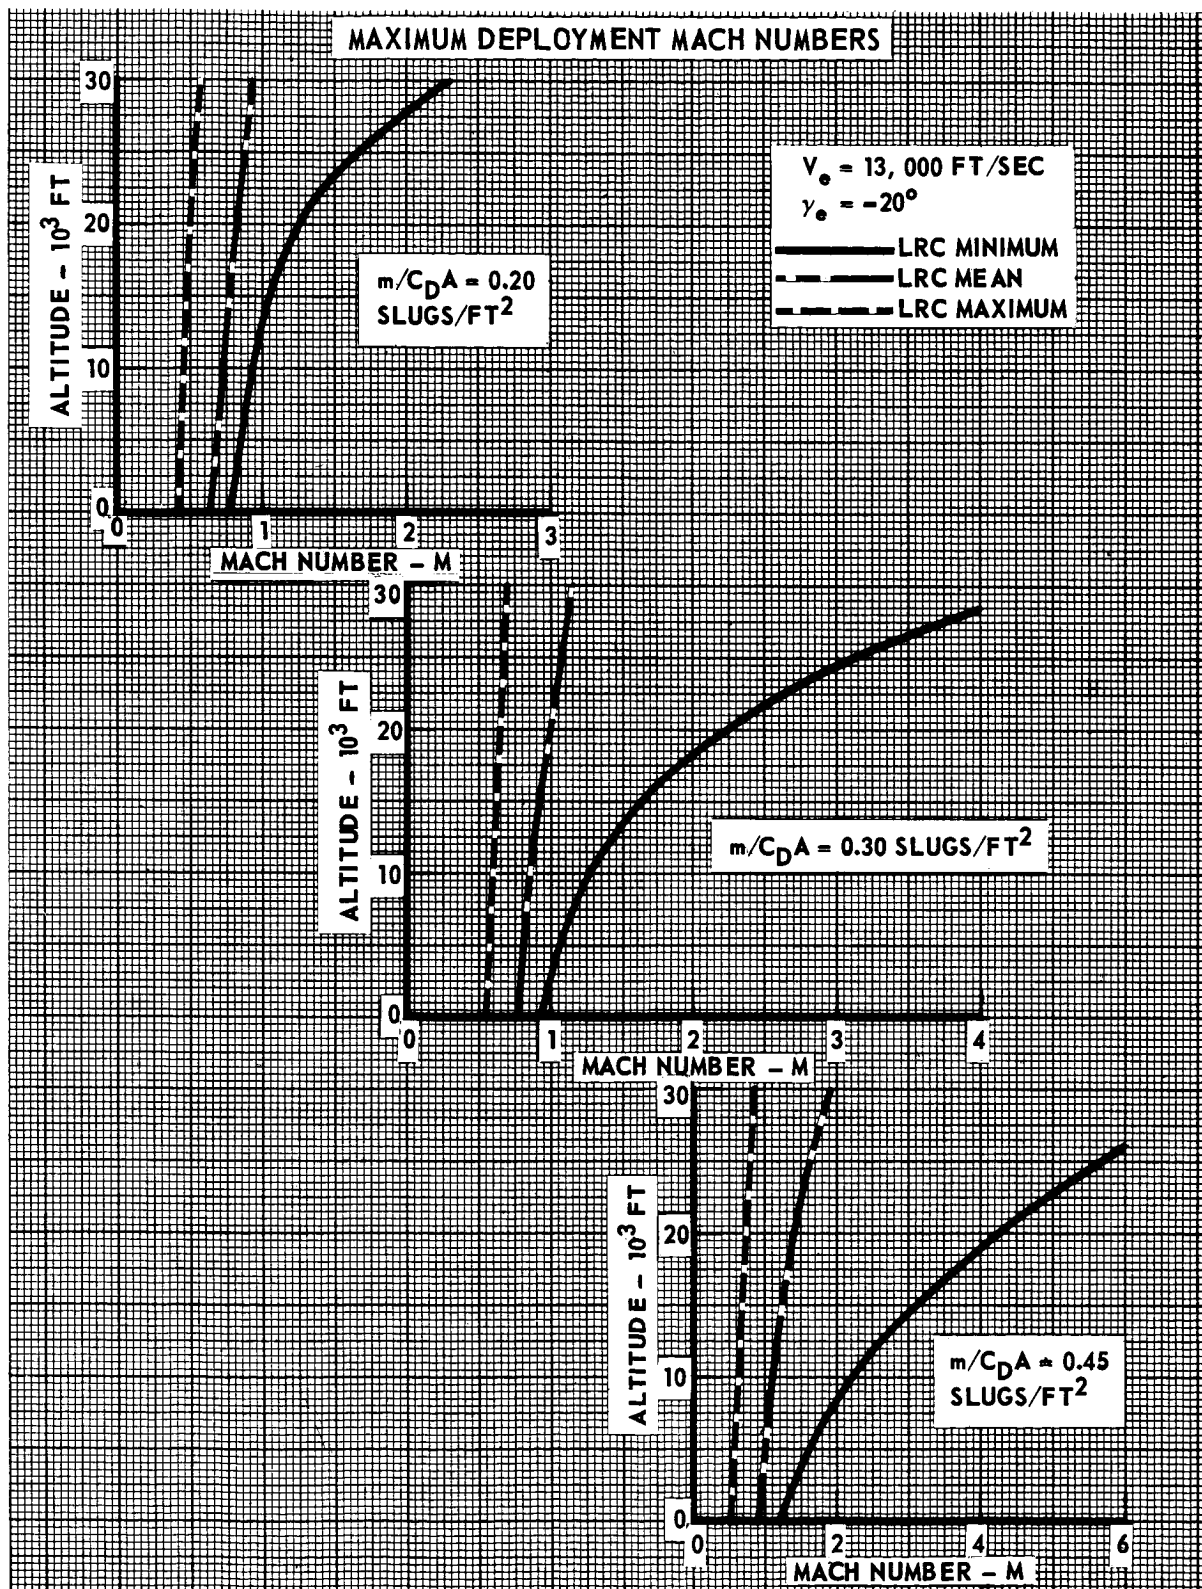 MAXIMUM DEPLOYMENT MACH NUMBERS
V_e = 13, 000 FT/SEC
γ_e = -20°
LRC MINIMUM
LRC MEAN
LRC MAXIMUM
30
20
10
0
ALTITUDE - 10³ FT
m/C_DA = 0.20
SLUGS/FT²
0 1 2 3
MACH NUMBER - M
30
20
10
0
ALTITUDE - 10³ FT
m/C_DA = 0.30 SLUGS/FT²
0 1 2 3 4
MACH NUMBER - M
30
20
10
0
ALTITUDE - 10³ FT
m/C_DA = 0.45
SLUGS/FT²
0 2 4 6
MACH NUMBER - M